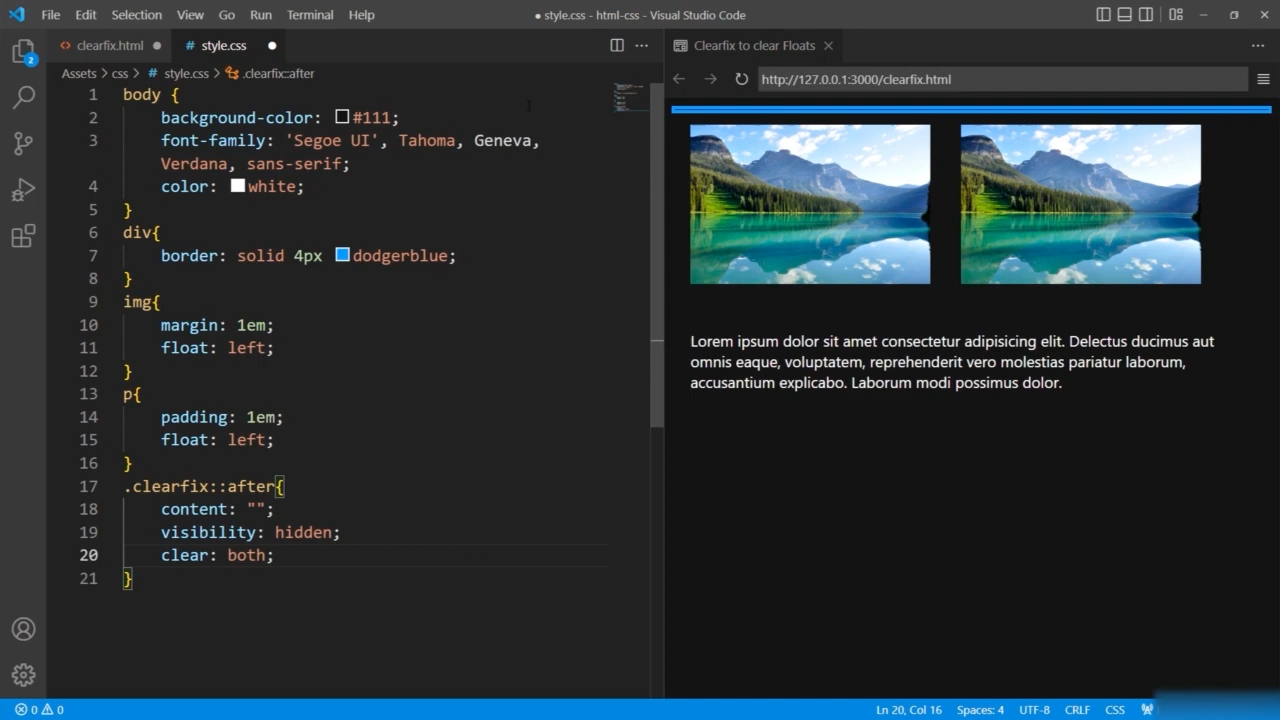 File Edit Selection View Go Run Terminal Help
● style.css - html-css - Visual Studio Code
clearfix.html
# style.css
Clearfix to clear Floats
2
Assets > css > # style.css > .clearfix::after
http://127.0.0.1:3000/clearfix.html
1 body {
2 background-color: #111;
3 font-family: 'Segoe UI', Tahoma, Geneva,
Verdana, sans-serif;
4 color: white;
5 }
6 div{
7 border: solid 4px dodgerblue;
8 }
9 img{
10 margin: 1em;
11 float: left;
12 }
13 p{
14 padding: 1em;
15 float: left;
16 }
17 .clearfix::after{
18 content: "";
19 visibility: hidden;
20 clear: both;
21 }
Lorem ipsum dolor sit amet consectetur adipisicing elit. Delectus ducimus aut
omnis eaque, voluptatem, reprehenderit vero molestias pariatur laborum,
accusantium explicabo. Laborum modi possimus dolor.
0 0
Ln 20, Col 16 Spaces: 4 UTF-8 CRLF CSS